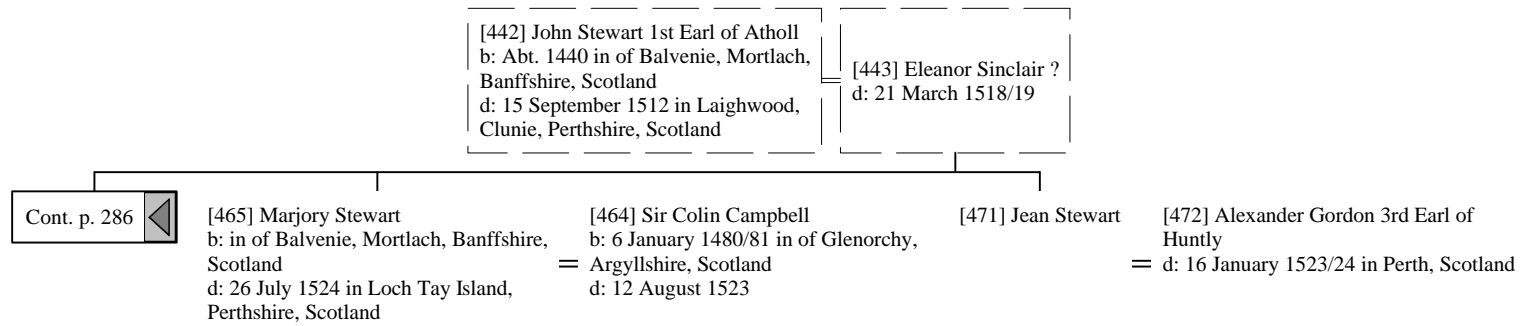 [442] John Stewart 1st Earl of Atholl
b: Abt. 1440 in of Balvenie, Mortlach,
Banffshire, Scotland
d: 15 September 1512 in Laighwood,
Clunie, Perthshire, Scotland
[443] Eleanor Sinclair ?
d: 21 March 1518/19
Cont. p. 286
[465] Marjory Stewart
b: in of Balvenie, Mortlach, Banffshire,
Scotland
d: 26 July 1524 in Loch Tay Island,
Perthshire, Scotland
=
[464] Sir Colin Campbell
b: 6 January 1480/81 in of Glenorchy,
Argyllshire, Scotland
d: 12 August 1523
[471] Jean Stewart
=
[472] Alexander Gordon 3rd Earl of
Huntly
d: 16 January 1523/24 in Perth, Scotland